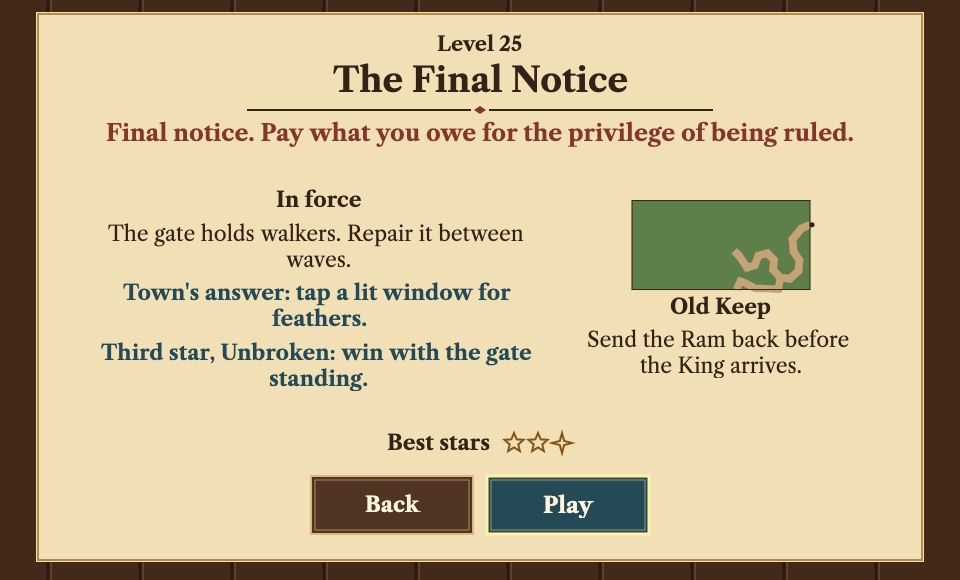 Level 25
The Final Notice
Final notice. Pay what you owe for the privilege of being ruled.
In force
The gate holds walkers. Repair it between
waves.
Town's answer: tap a lit window for
feathers.
Third star, Unbroken: win with the gate
standing.
Old Keep
Send the Ram back before
the King arrives.
Best stars
Back
Play